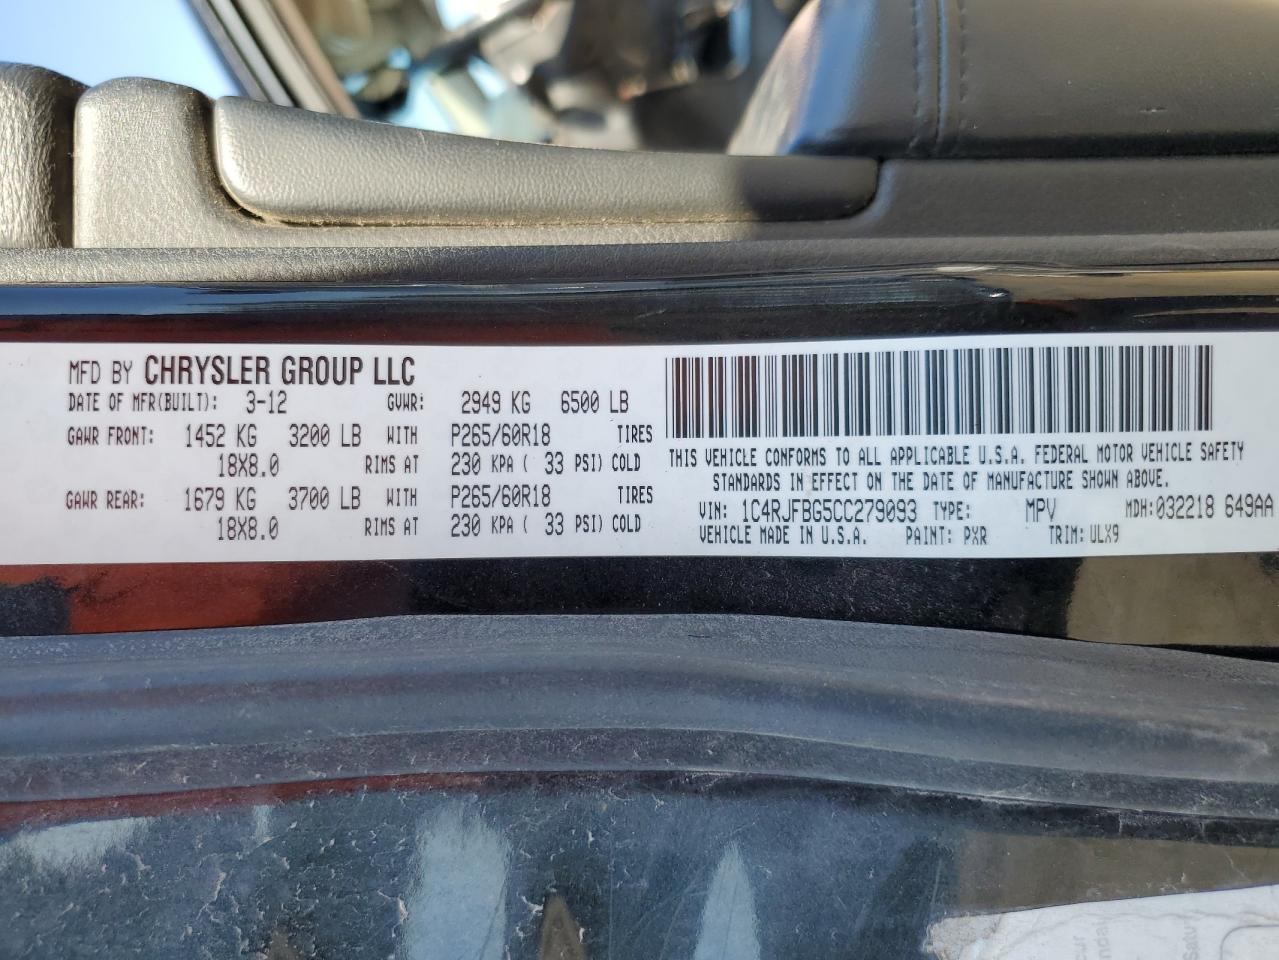 MFD BY CHRYSLER GROUP LLC
DATE OF MFR(BUILT): 3-12 GVWR: 2949 KG 6500 LB
GAWR FRONT: 1452 KG 3200 LB WITH P265/60R18 TIRES
18X8.0 RIMS AT 230 KPA ( 33 PSI) COLD
GAWR REAR: 1679 KG 3700 LB WITH P265/60R18 TIRES
18X8.0 RIMS AT 230 KPA ( 33 PSI) COLD
THIS VEHICLE CONFORMS TO ALL APPLICABLE U.S.A. FEDERAL MOTOR VEHICLE SAFETY
STANDARDS IN EFFECT ON THE DATE OF MANUFACTURE SHOWN ABOVE.
VIN: 1C4RJFBG5CC279093 TYPE: MPV MDH:032218 649AA
VEHICLE MADE IN U.S.A. PAINT: PXR TRIM: ULX9